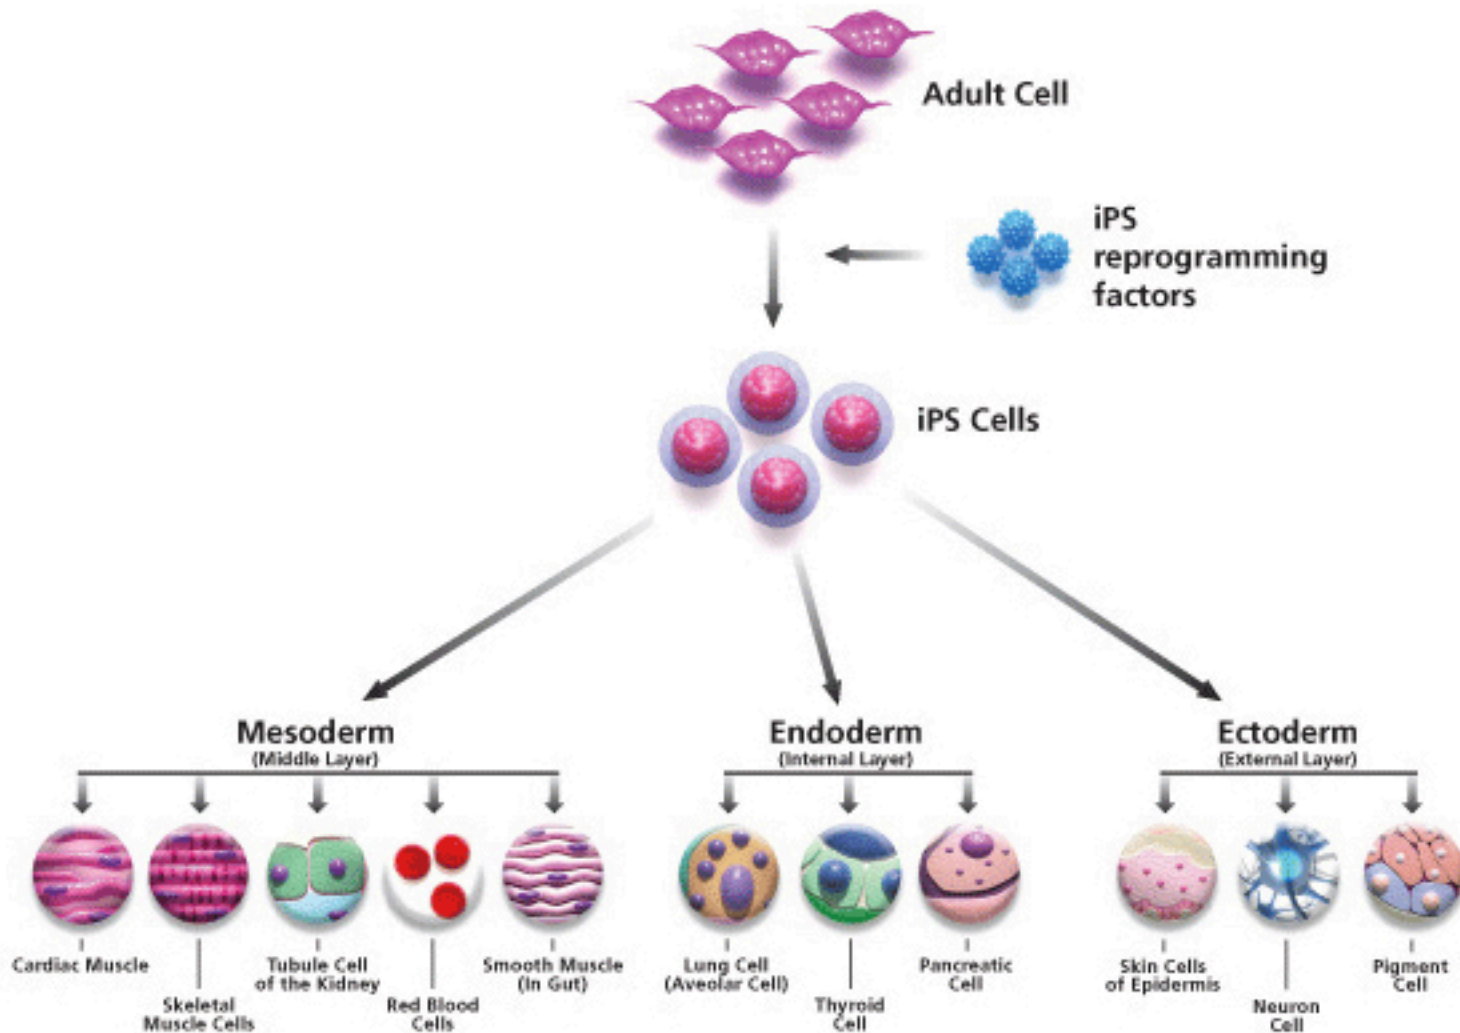 Adult Cell
iPS
reprogramming
factors
iPS Cells
Mesoderm
(Middle Layer)
Endoderm
(Internal Layer)
Ectoderm
(External Layer)
Cardiac Muscle
Skeletal
Muscle Cells
Tubule Cell
of the Kidney
Red Blood
Cells
Smooth Muscle
(In Gut)
Lung Cell
(Aveolar Cell)
Thyroid
Cell
Pancreatic
Cell
Skin Cells
of Epidermis
Neuron
Cell
Pigment
Cell